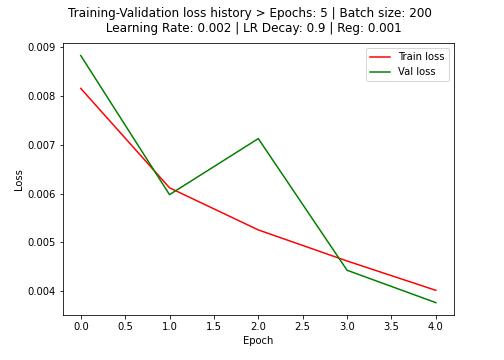 Training-Validation loss history > Epochs: 5 | Batch size: 200
Learning Rate: 0.002 | LR Decay: 0.9 | Reg: 0.001
Train loss
Val loss
0.009
0.008
0.007
0.006
0.005
0.004
Loss
0.0 0.5 1.0 1.5 2.0 2.5 3.0 3.5 4.0
Epoch